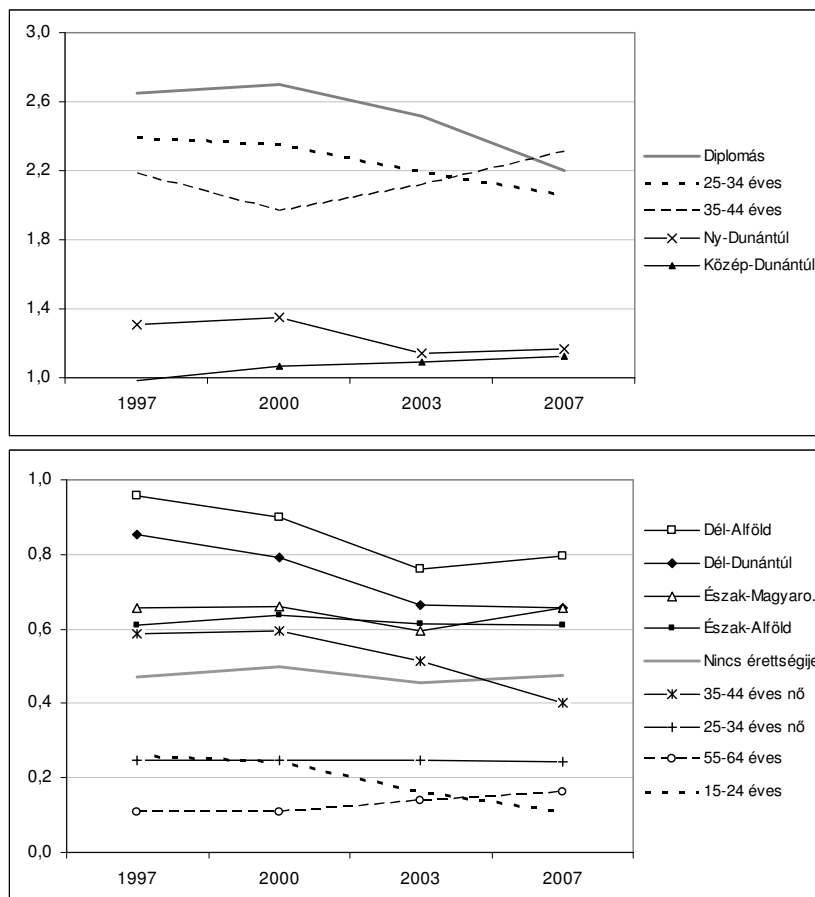 3,0
2,6
2,2
1,8
1,4
1,0
1997 2000 2003 2007
Diplomás
25-34 éves
35-44 éves
Ny-Dunántúl
Közép-Dunántúl
1,0
0,8
0,6
0,4
0,2
0,0
1997 2000 2003 2007
Dél-Alföld
Dél-Dunántúl
Észak-Magyaro.
Észak-Alföld
Nincs érettségije
35-44 éves nő
25-34 éves nő
55-64 éves
15-24 éves